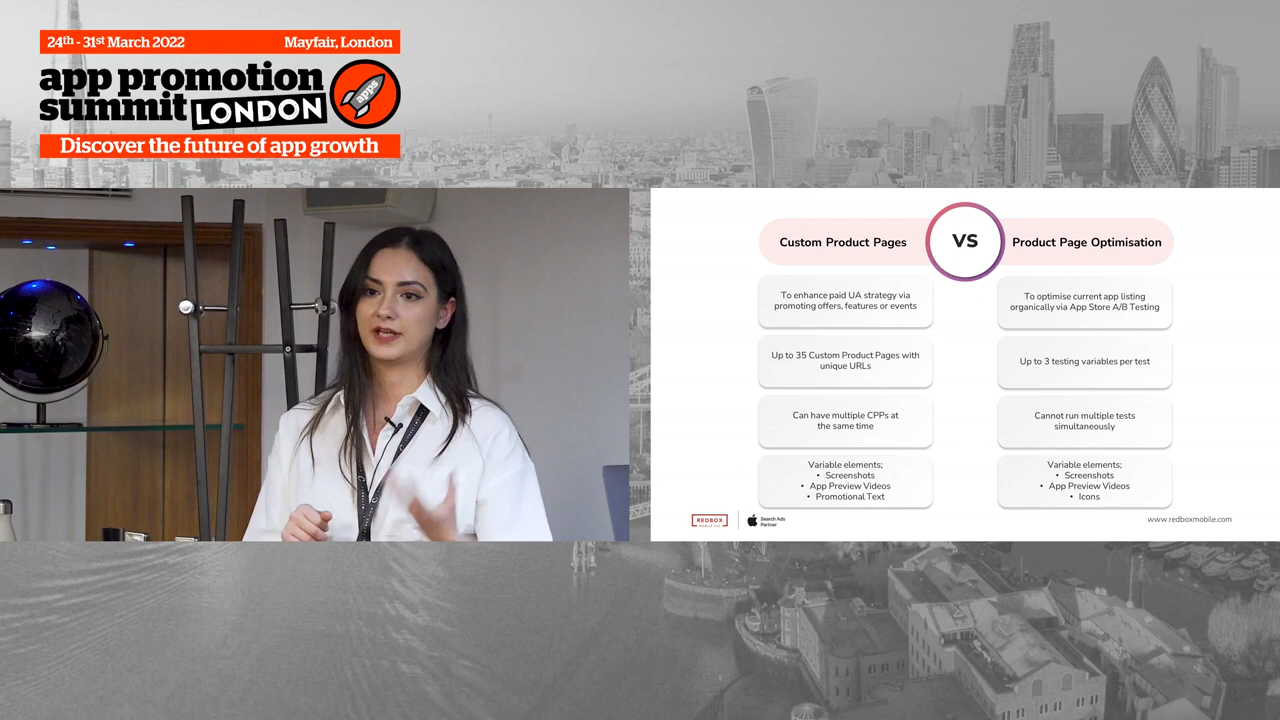 24th - 31st March 2022
Mayfair, London
app promotion
summit LONDON
apps
Discover the future of app growth
Custom Product Pages
VS
Product Page Optimisation
To enhance paid UA strategy via
promoting offers, features or events
To optimise current app listing
organically via App Store A/B Testing
Up to 35 Custom Product Pages with
unique URLs
Up to 3 testing variables per test
Can have multiple CPPs at
the same time
Cannot run multiple tests
simultaneously
Variable elements;
• Screenshots
• App Preview Videos
• Promotional Text
Variable elements;
• Screenshots
• App Preview Videos
• Icons
REDBOX
MOBILE PLC
Search Ads
Partner
www.redboxmobile.com